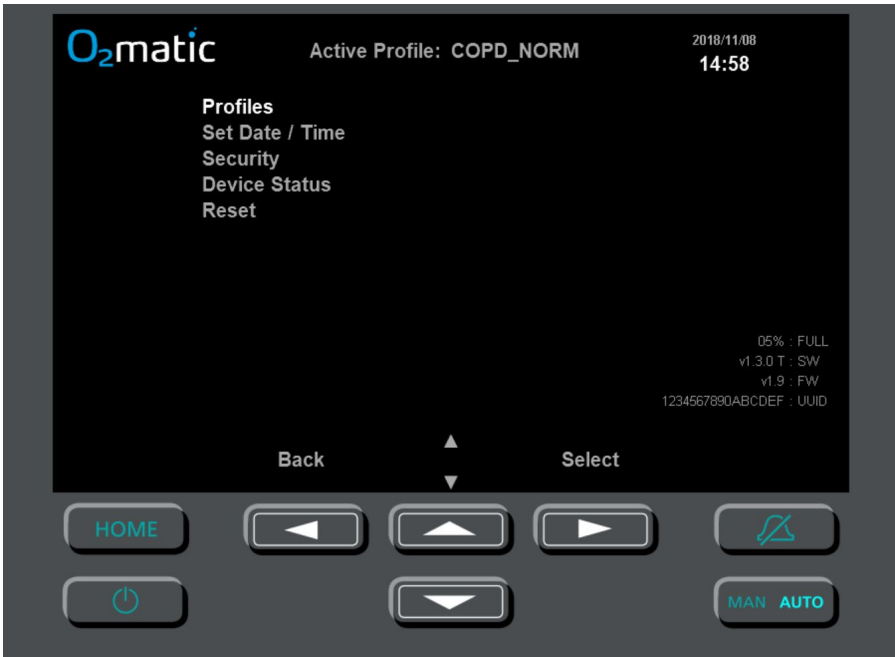 O2matic
Active Profile: COPD_NORM
2018/11/08
14:58
Profiles
Set Date / Time
Security
Device Status
Reset
05% : FULL
v1.3.0 T : SW
v1.9 : FW
1234567890ABCDEF : UUID
Back
Select
HOME
MAN AUTO